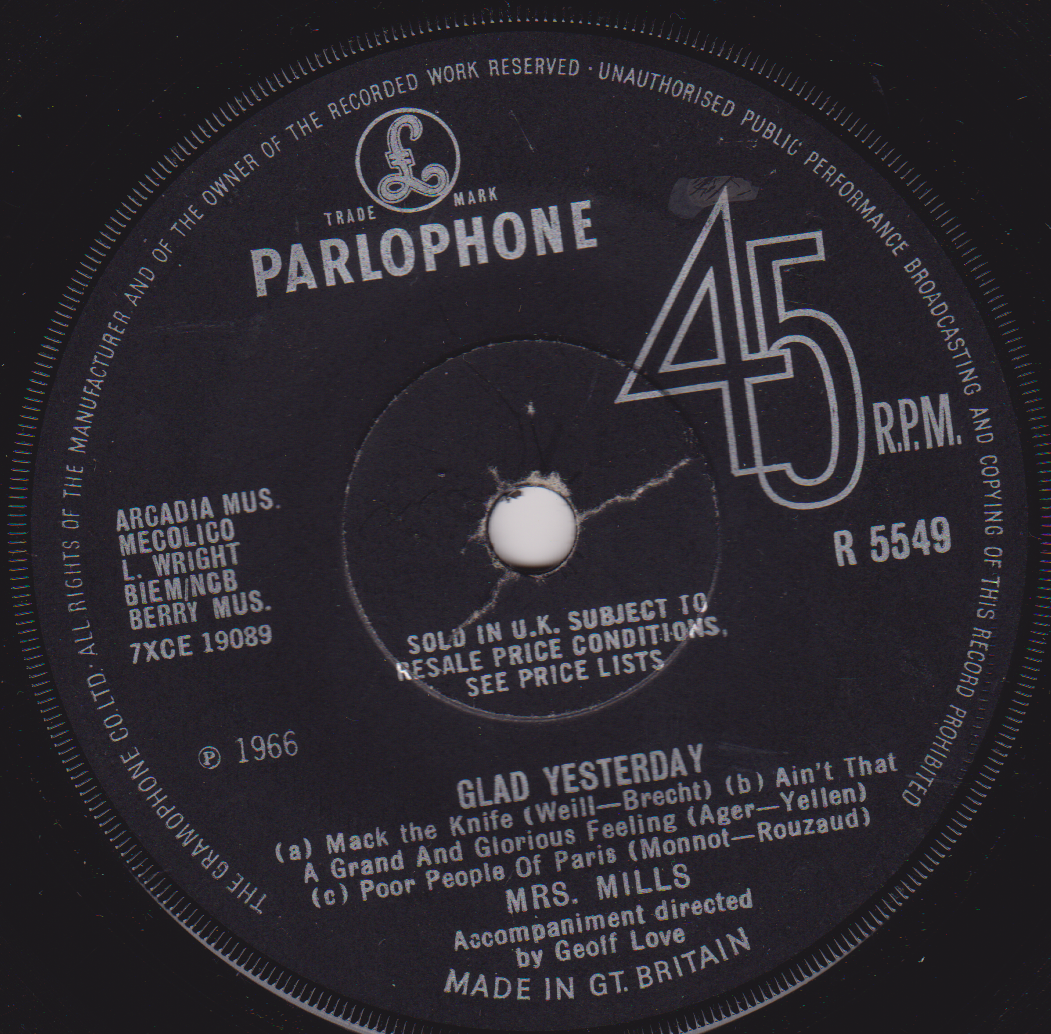 THE GRAMOPHONE CO. LTD. · ALL RIGHTS OF THE MANUFACTURER AND OF THE OWNER OF THE RECORDED WORK RESERVED · UNAUTHORISED PUBLIC PERFORMANCE BROADCASTING AND COPYING OF THIS RECORD PROHIBITED
£
TRADE MARK
PARLOPHONE
45 R.P.M.
R 5549
ARCADIA MUS.
MECOLICO
L. WRIGHT
BIEM/NCB
BERRY MUS.
7XCE 19089
SOLD IN U.K. SUBJECT TO
RESALE PRICE CONDITIONS,
SEE PRICE LISTS
℗ 1966
GLAD YESTERDAY
(a) Mack the Knife (Weill—Brecht) (b) Ain't That
A Grand And Glorious Feeling (Ager—Yellen)
(c) Poor People Of Paris (Monnot—Rouzaud)
MRS. MILLS
Accompaniment directed
by Geoff Love
MADE IN GT. BRITAIN